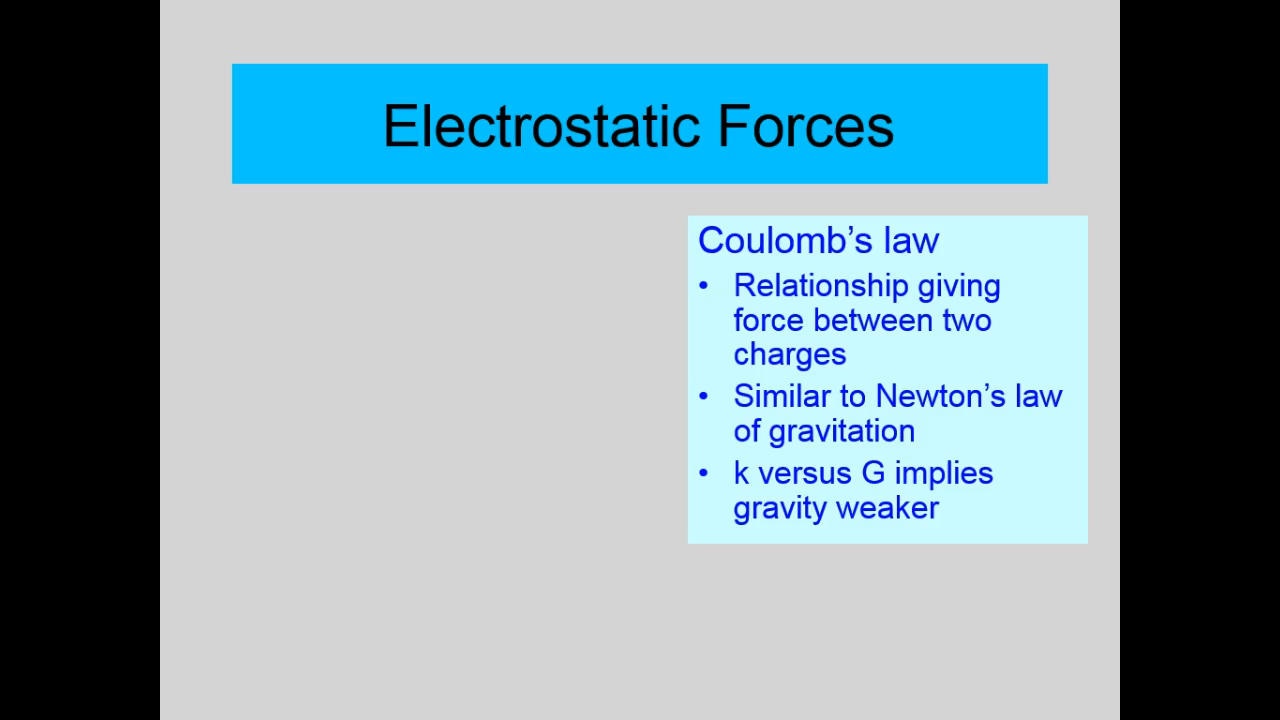 Electrostatic Forces
Coulomb’s law
• Relationship giving
force between two
charges
• Similar to Newton’s law
of gravitation
• k versus G implies
gravity weaker